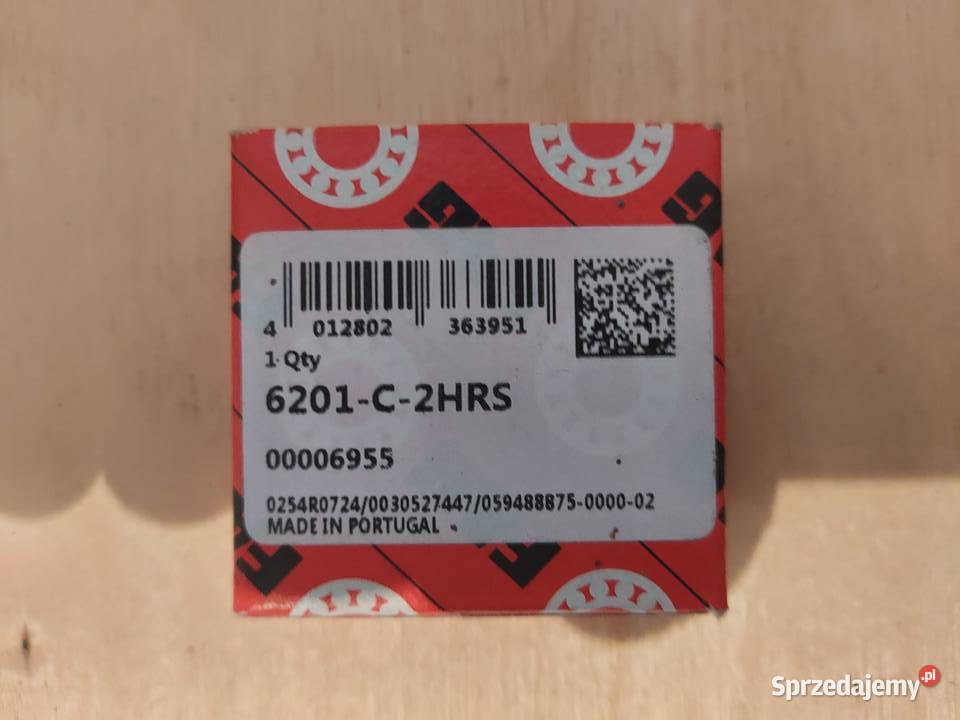 4 012802 363951
1 Qty
6201-C-2HRS
00006955
0254R0724/0030527447/059488875-0000-02
MADE IN PORTUGAL
Sprzedajemy.pl